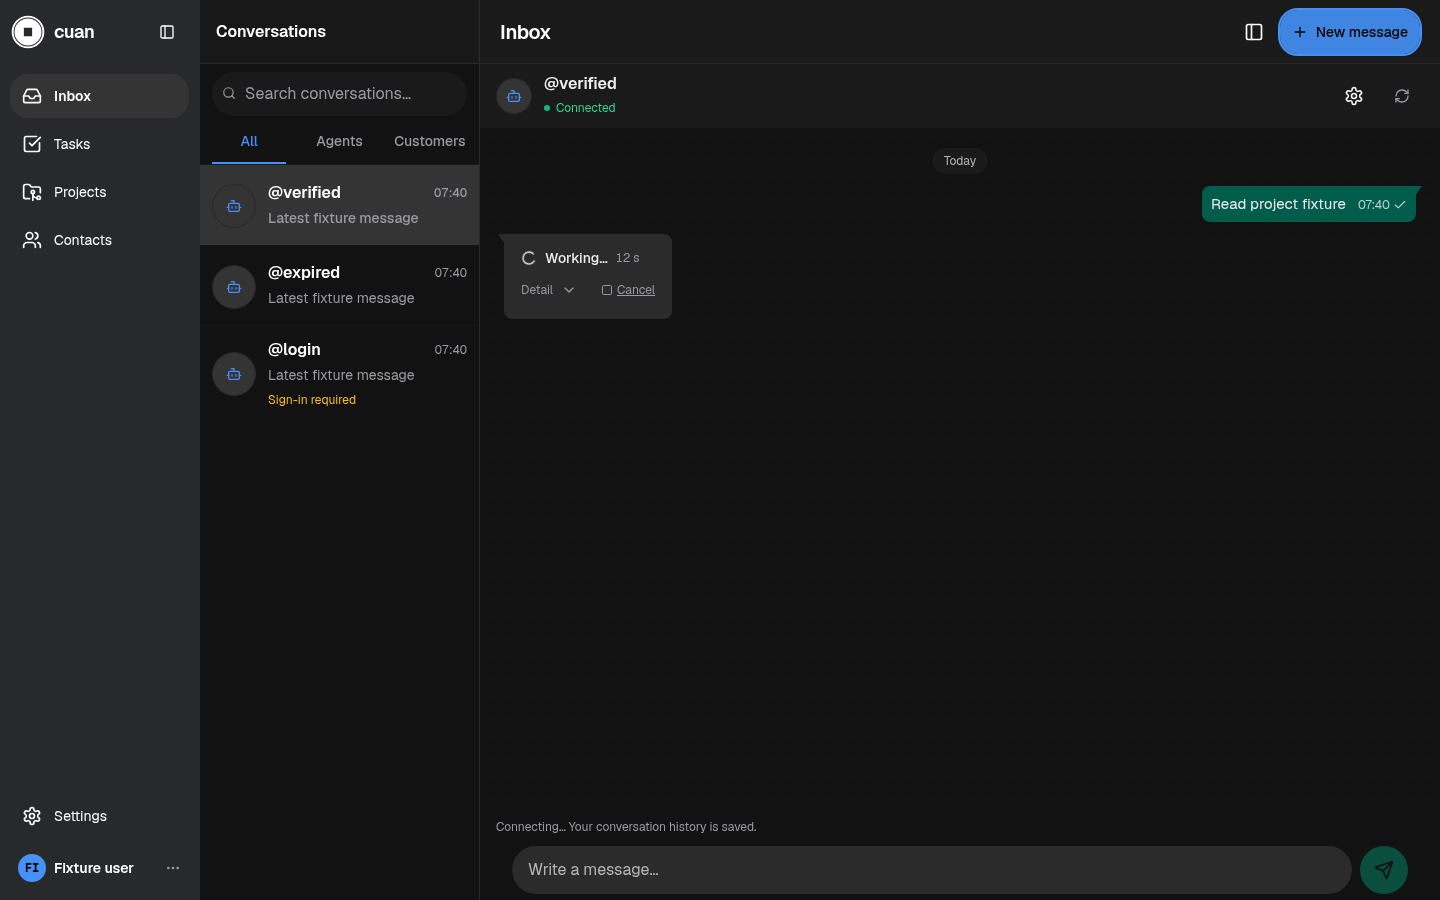 cuan
Inbox
Tasks
Projects
Contacts
Settings
FI
Fixture user
Conversations
Search conversations...
All
Agents
Customers
@verified
07:40
Latest fixture message
@expired
07:40
Latest fixture message
@login
07:40
Latest fixture message
Sign-in required
Inbox
New message
@verified
Connected
Today
Read project fixture 07:40
Working... 12 s
Detail
Cancel
Connecting... Your conversation history is saved.
Write a message...